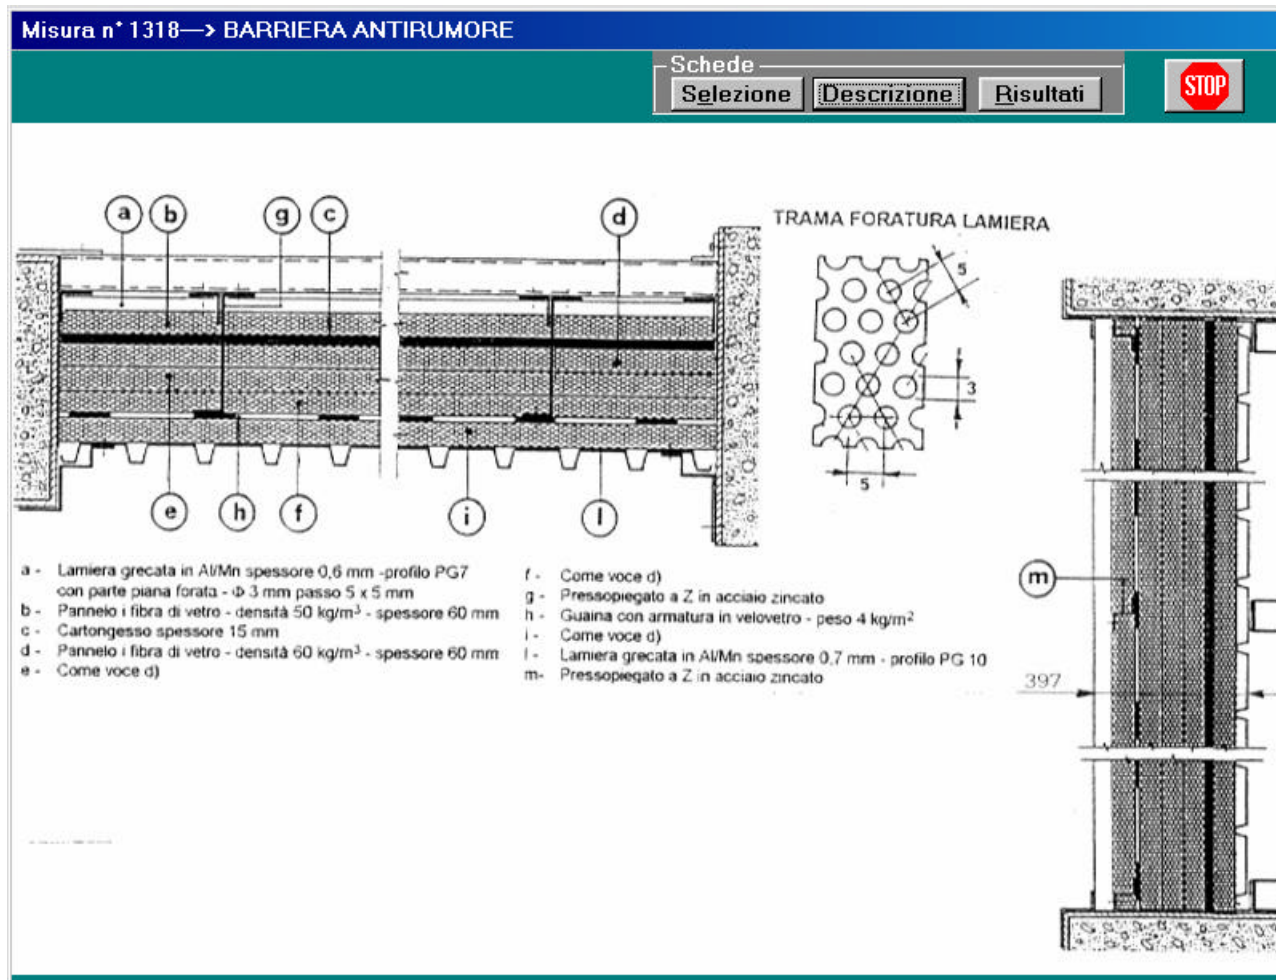 Misura n° 1318—> BARRIERA ANTIRUMORE
Schede
Selezione
Descrizione
Risultati
STOP
a
b
g
c
d
TRAMA FORATURA LAMIERA
5
3
5
e
h
f
i
l
m
397
a - Lamiera grecata in Al/Mn spessore 0,6 mm -profilo PG7
con parte piana forata - Φ 3 mm passo 5 x 5 mm
b - Pannelo i fibra di vetro - densità 50 kg/m³ - spessore 60 mm
c - Cartongesso spessore 15 mm
d - Pannelo i fibra di vetro - densità 60 kg/m³ - spessore 60 mm
e - Come voce d)
f - Come voce d)
g - Pressopiegato a Z in acciaio zincato
h - Guaina con armatura in velovetro - peso 4 kg/m²
i - Come voce d)
l - Lamiera grecata in Al/Mn spessore 0,7 mm - profilo PG 10
m- Pressopiegato a Z in acciaio zincato